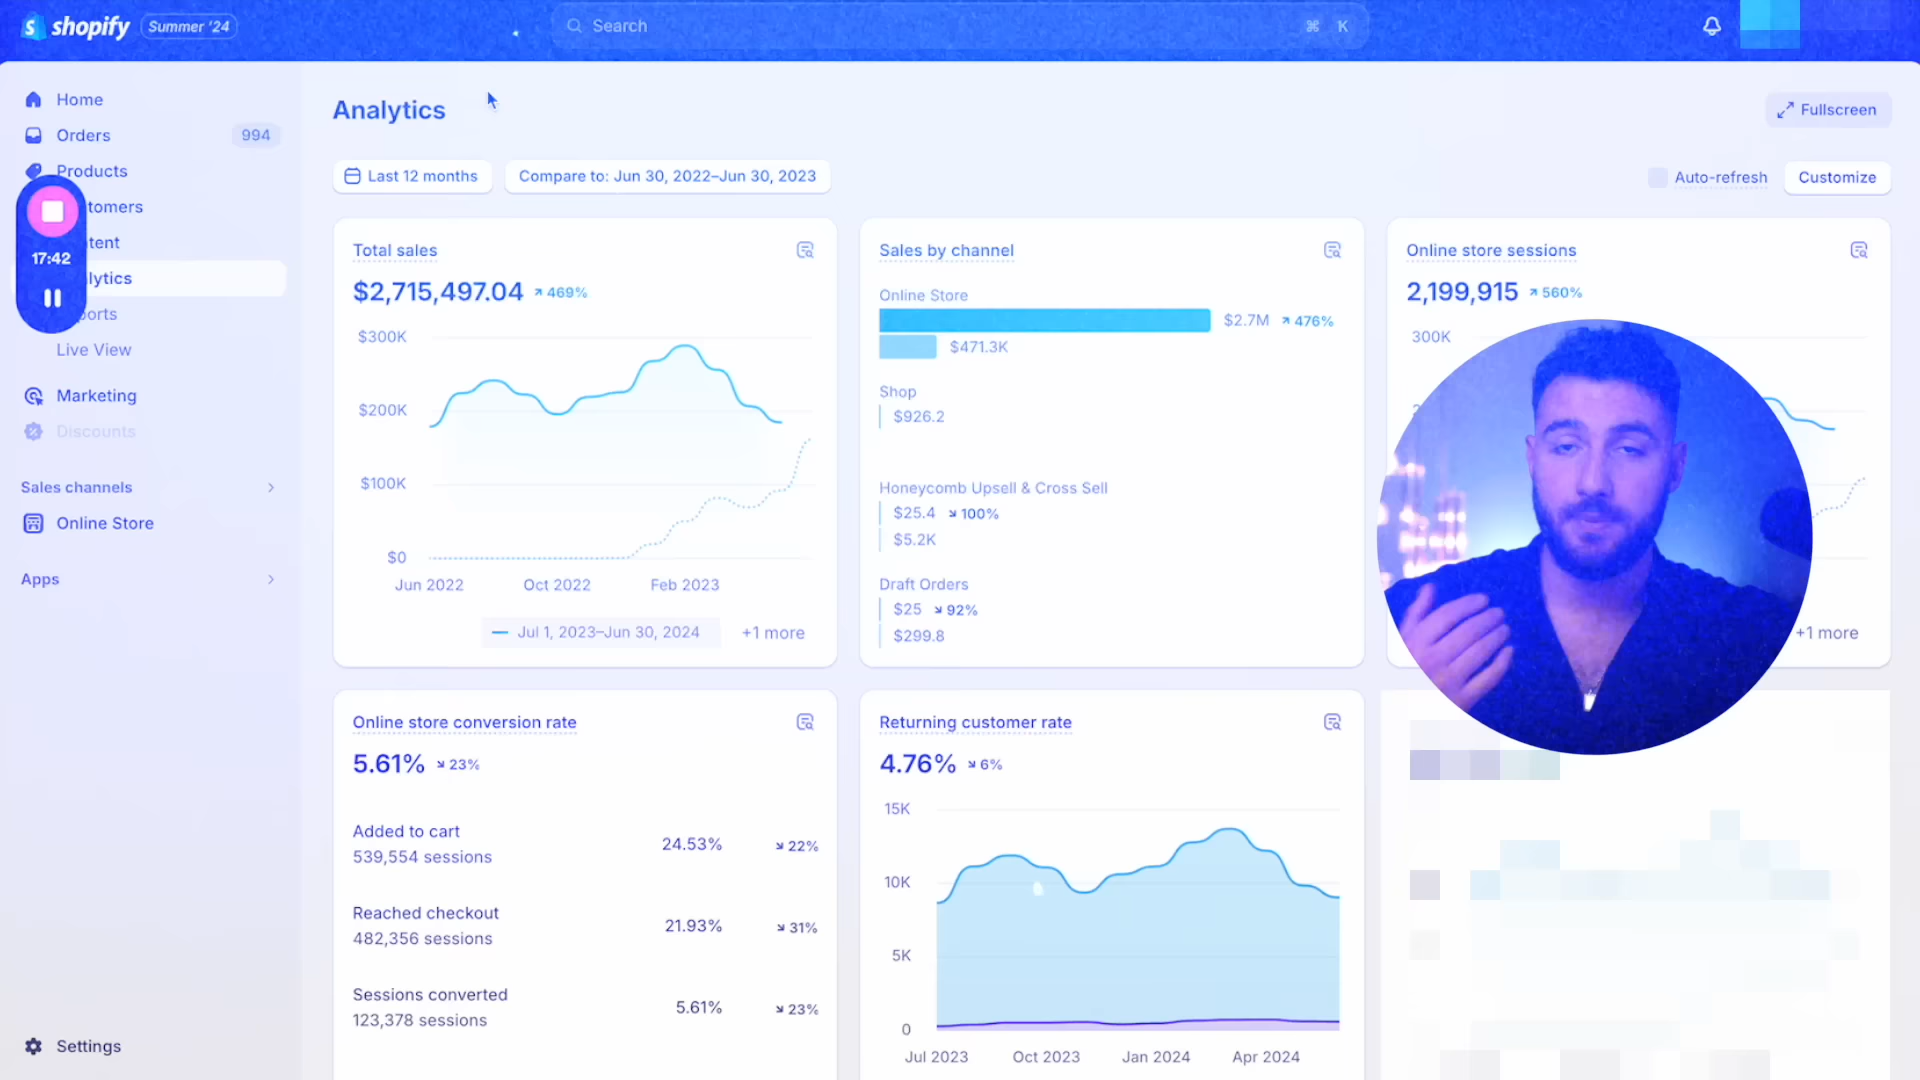 shopify Summer '24
Search
⌘ K
Home
Orders 994
Products
tomers
tent
lytics
ports
Live View
Marketing
Discounts
Sales channels
Online Store
Apps
Settings
17:42
Analytics
Fullscreen
Last 12 months
Compare to: Jun 30, 2022–Jun 30, 2023
Auto-refresh
Customize
Total sales
$2,715,497.04 ↗ 469%
$300K
$200K
$100K
$0
Jun 2022 Oct 2022 Feb 2023
Jul 1, 2023–Jun 30, 2024 +1 more
Sales by channel
Online Store
$2.7M ↗ 476%
$471.3K
Shop
$926.2
Honeycomb Upsell & Cross Sell
$25.4 ↘ 100%
$5.2K
Draft Orders
$25 ↘ 92%
$299.8
Online store sessions
2,199,915 ↗ 560%
300K
+1 more
Online store conversion rate
5.61% ↘ 23%
Added to cart
539,554 sessions
24.53% ↘ 22%
Reached checkout
482,356 sessions
21.93% ↘ 31%
Sessions converted
123,378 sessions
5.61% ↘ 23%
Returning customer rate
4.76% ↘ 6%
15K
10K
5K
0
Jul 2023 Oct 2023 Jan 2024 Apr 2024